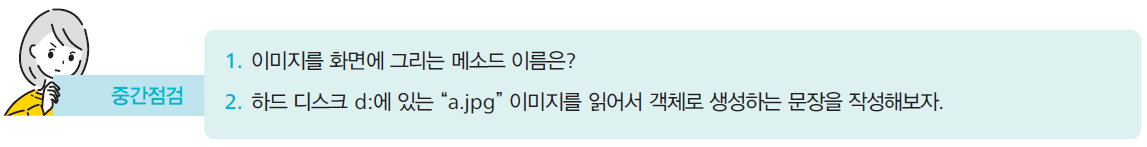 중간점검
1. 이미지를 화면에 그리는 메소드 이름은?
2. 하드 디스크 d:에 있는 “a.jpg” 이미지를 읽어서 객체로 생성하는 문장을 작성해보자.